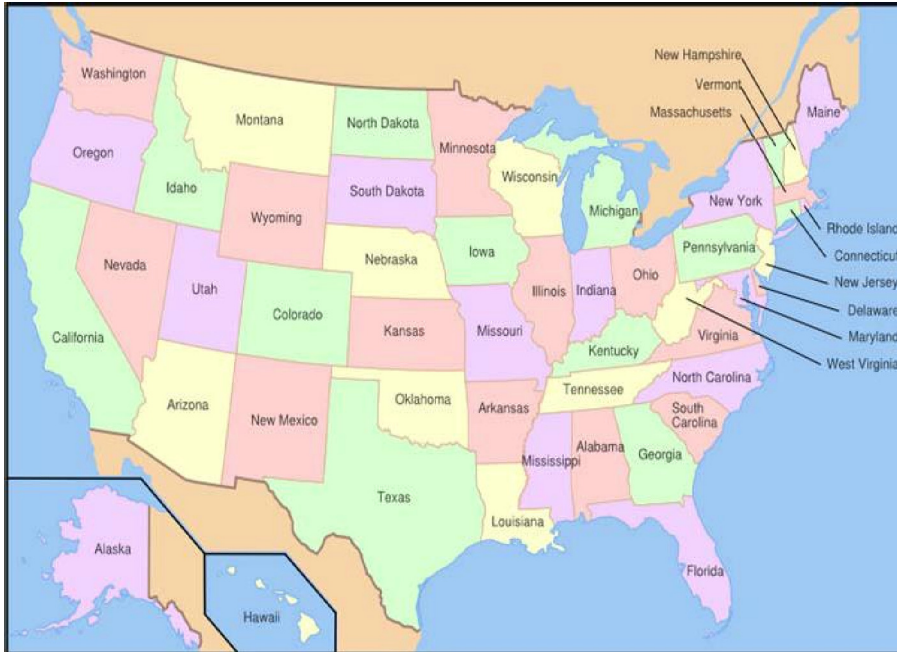 New Hampshire
Vermont
Massachusetts
Washington
Montana
North Dakota
Minnesota
Maine
Oregon
Idaho
Wyoming
South Dakota
Wisconsin
Michigan
New York
Rhode Island
Connecticut
New Jersey
Delaware
Maryland
West Virginia
Nevada
Utah
Colorado
Nebraska
Iowa
Illinois
Indiana
Ohio
Pennsylvania
California
Kansas
Missouri
Kentucky
Virginia
Arizona
New Mexico
Oklahoma
Arkansas
Tennessee
North Carolina
South
Carolina
Texas
Louisiana
Mississippi
Alabama
Georgia
Florida
Alaska
Hawaii